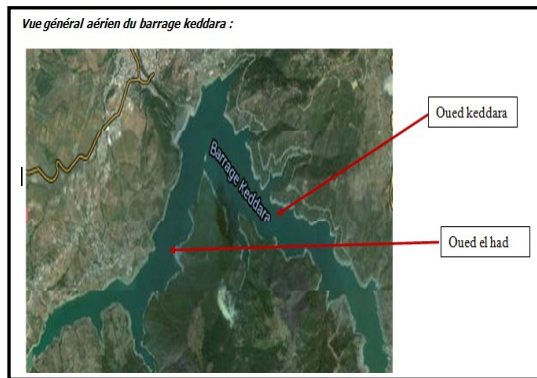 Vue général aérien du barrage keddara :
Oued keddara
Barrage Keddara
Oued el had